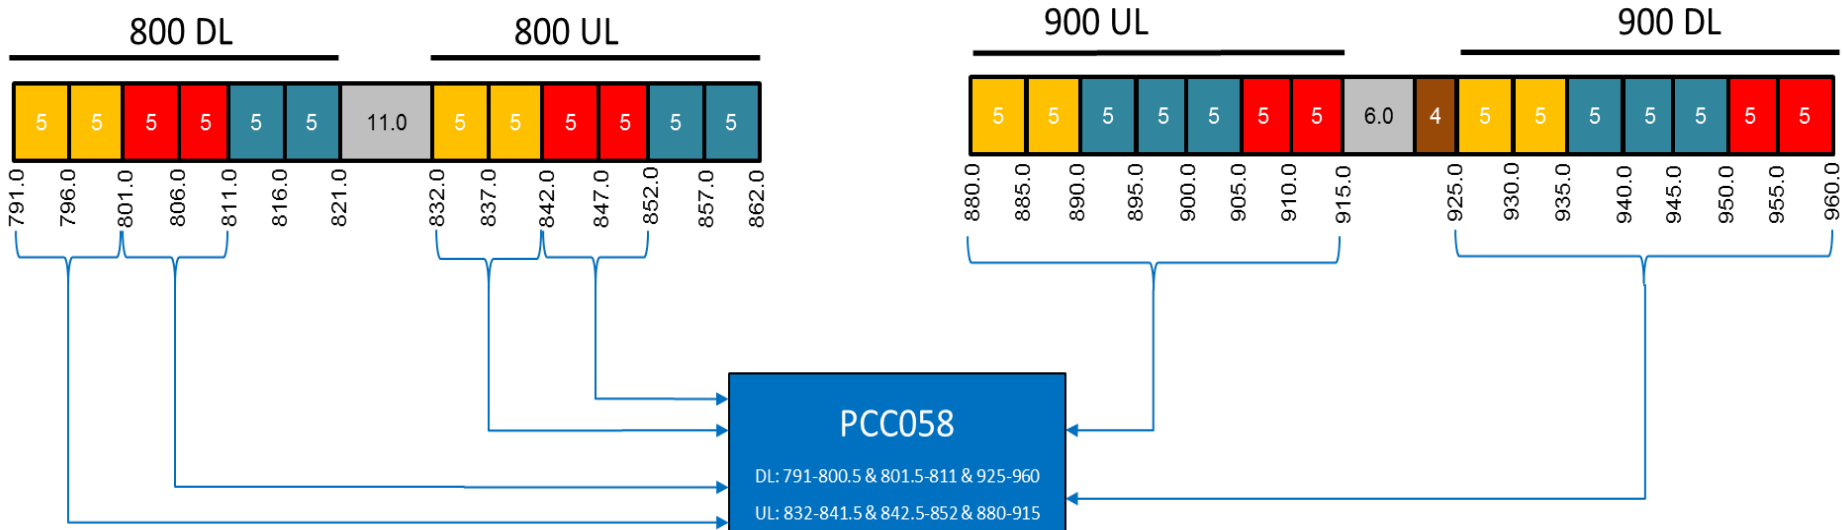 800 DL
800 UL
900 UL
900 DL
5 5 5 5 5 5 11.0 5 5 5 5 5 5
5 5 5 5 5 5 5 6.0 4 5 5 5 5 5 5 5
791.0 796.0 801.0 806.0 811.0 816.0 821.0 832.0 837.0 842.0 847.0 852.0 857.0 862.0
880.0 885.0 890.0 895.0 900.0 905.0 910.0 915.0 925.0 930.0 935.0 940.0 945.0 950.0 955.0 960.0
PCC058
DL: 791-800.5 & 801.5-811 & 925-960
UL: 832-841.5 & 842.5-852 & 880-915